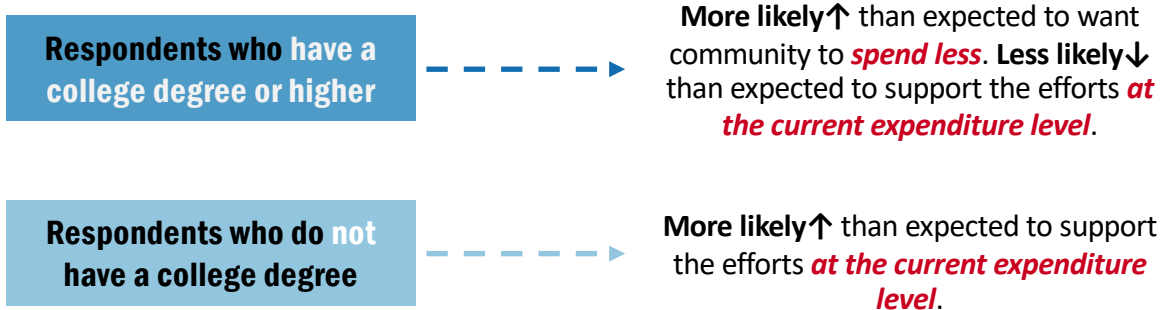 Respondents who have a
college degree or higher
More likely↑ than expected to want
community to spend less. Less likely↓
than expected to support the efforts at
the current expenditure level.
Respondents who do not
have a college degree
More likely↑ than expected to support
the efforts at the current expenditure
level.